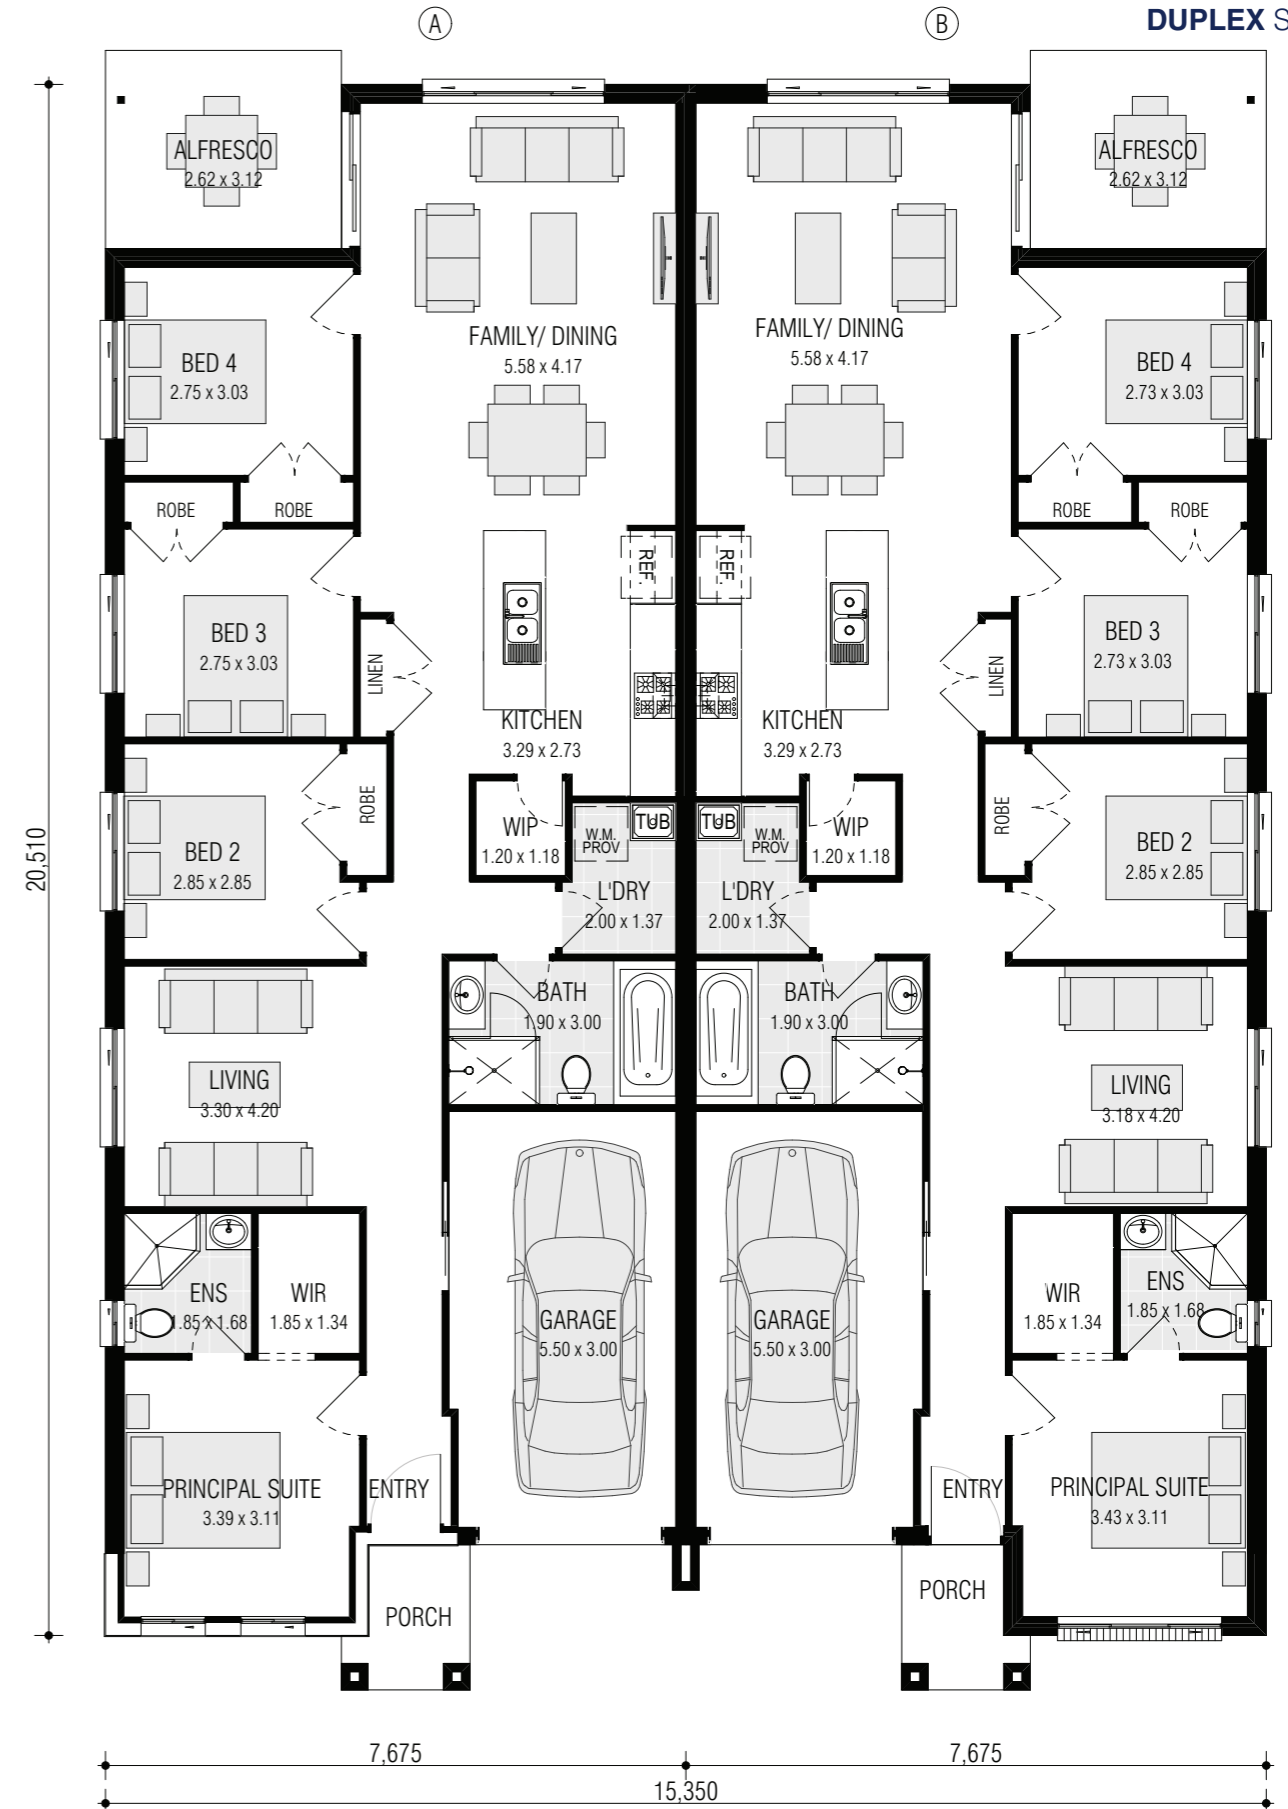 DUPLEX S
A
B
ALFRESCO
2.62 x 3.12
ALFRESCO
2.62 x 3.12
FAMILY/ DINING
5.58 x 4.17
FAMILY/ DINING
5.58 x 4.17
BED 4
2.75 x 3.03
BED 4
2.73 x 3.03
ROBE
ROBE
ROBE
ROBE
REF.
REF.
BED 3
2.75 x 3.03
LINEN
LINEN
BED 3
2.73 x 3.03
KITCHEN
3.29 x 2.73
KITCHEN
3.29 x 2.73
20,510
BED 2
2.85 x 2.85
ROBE
WIP
1.20 x 1.18
W.M.
PROV
TUB
TUB
W.M.
PROV
WIP
1.20 x 1.18
ROBE
BED 2
2.85 x 2.85
L'DRY
2.00 x 1.37
L'DRY
2.00 x 1.37
BATH
1.90 x 3.00
BATH
1.90 x 3.00
LIVING
3.30 x 4.20
LIVING
3.18 x 4.20
ENS
1.85 x 1.68
WIR
1.85 x 1.34
GARAGE
5.50 x 3.00
GARAGE
5.50 x 3.00
WIR
1.85 x 1.34
ENS
1.85 x 1.68
PRINCIPAL SUITE
3.39 x 3.11
ENTRY
ENTRY
PRINCIPAL SUITE
3.43 x 3.11
PORCH
PORCH
7,675
7,675
15,350